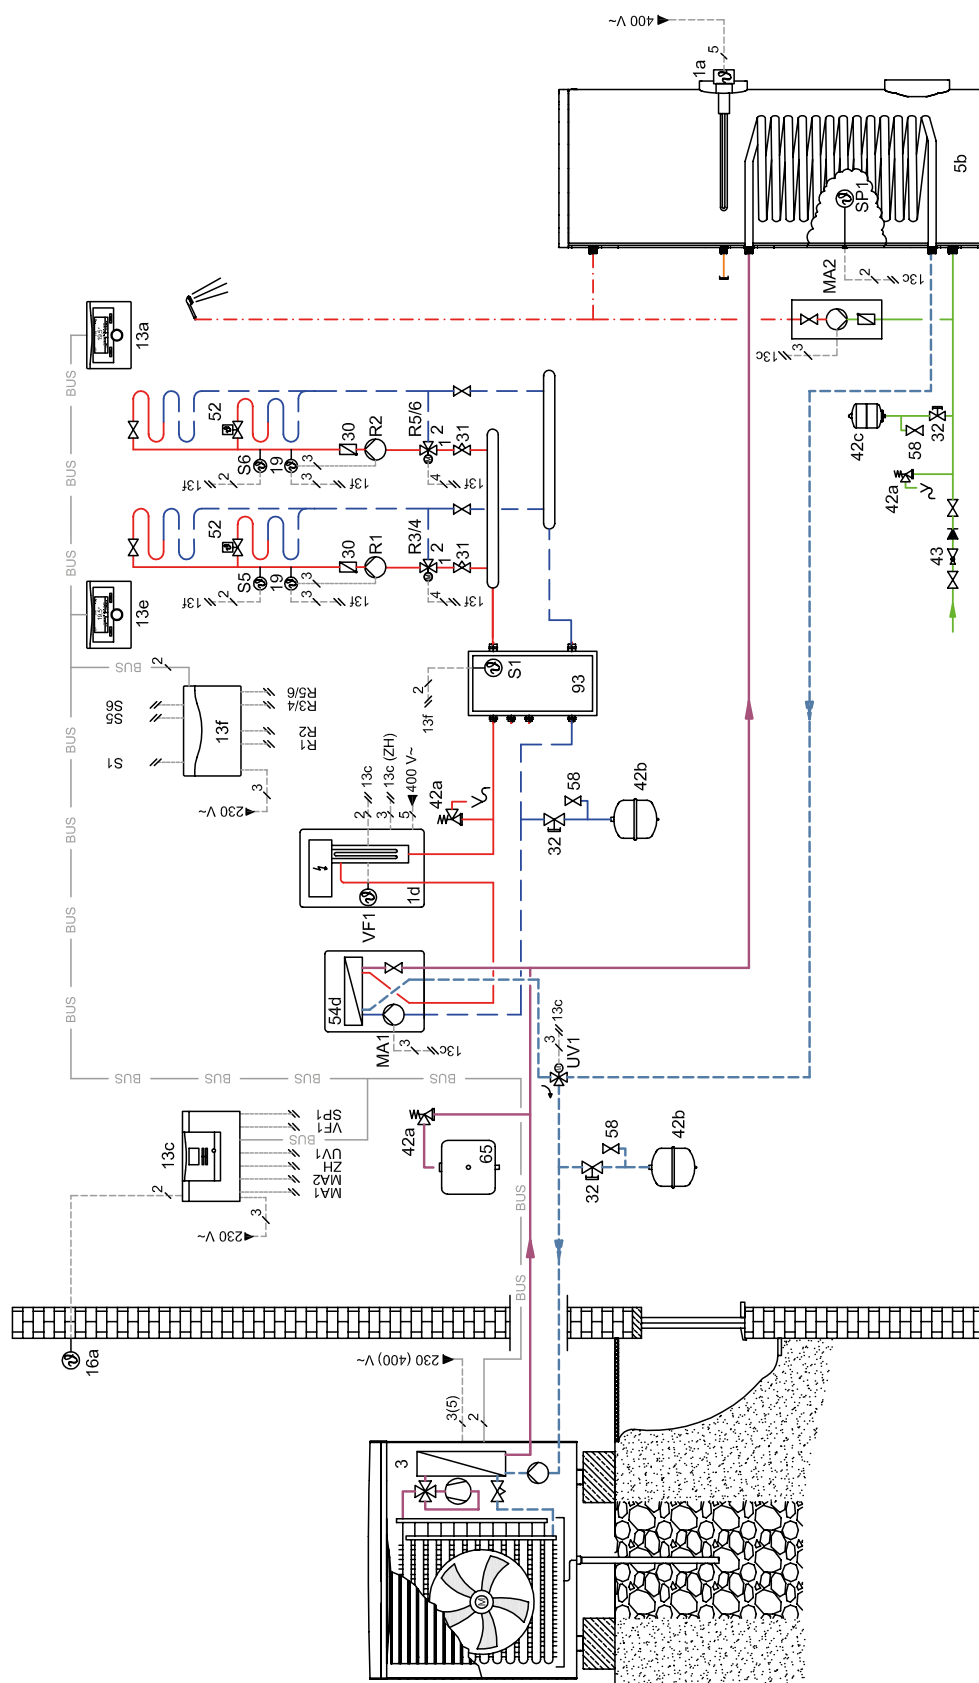 400 V~
5
1a
5b
SP1
MA2
2
13c
3
13c
42c
58
32
42a
43
BUS
13a
BUS
13e
BUS
2
BUS
13f
S6
S5
S1
R5/6
R3/4
R2
R1
3
230 V~
BUS
BUS
BUS
52
S6
13f
2
19
3
3
13f
30
R2
R5/6
1
2
4
13f
31
52
S5
13f
2
19
3
3
13f
30
R1
R3/4
1
2
4
13f
31
S1
2
13f
93
13c
2
13c (ZH)
3
400 V~
5
42a
VF1
1d
58
32
42b
54d
MA1
3
13c
13c
3
UV1
BUS
BUS
BUS
BUS
BUS
13c
2
SP1
VF1
BUS
UV1
ZH
MA2
MA1
3
230 V~
42a
65
58
32
42b
BUS
BUS
16a
230 (400) V~
3(5)
2
3
M